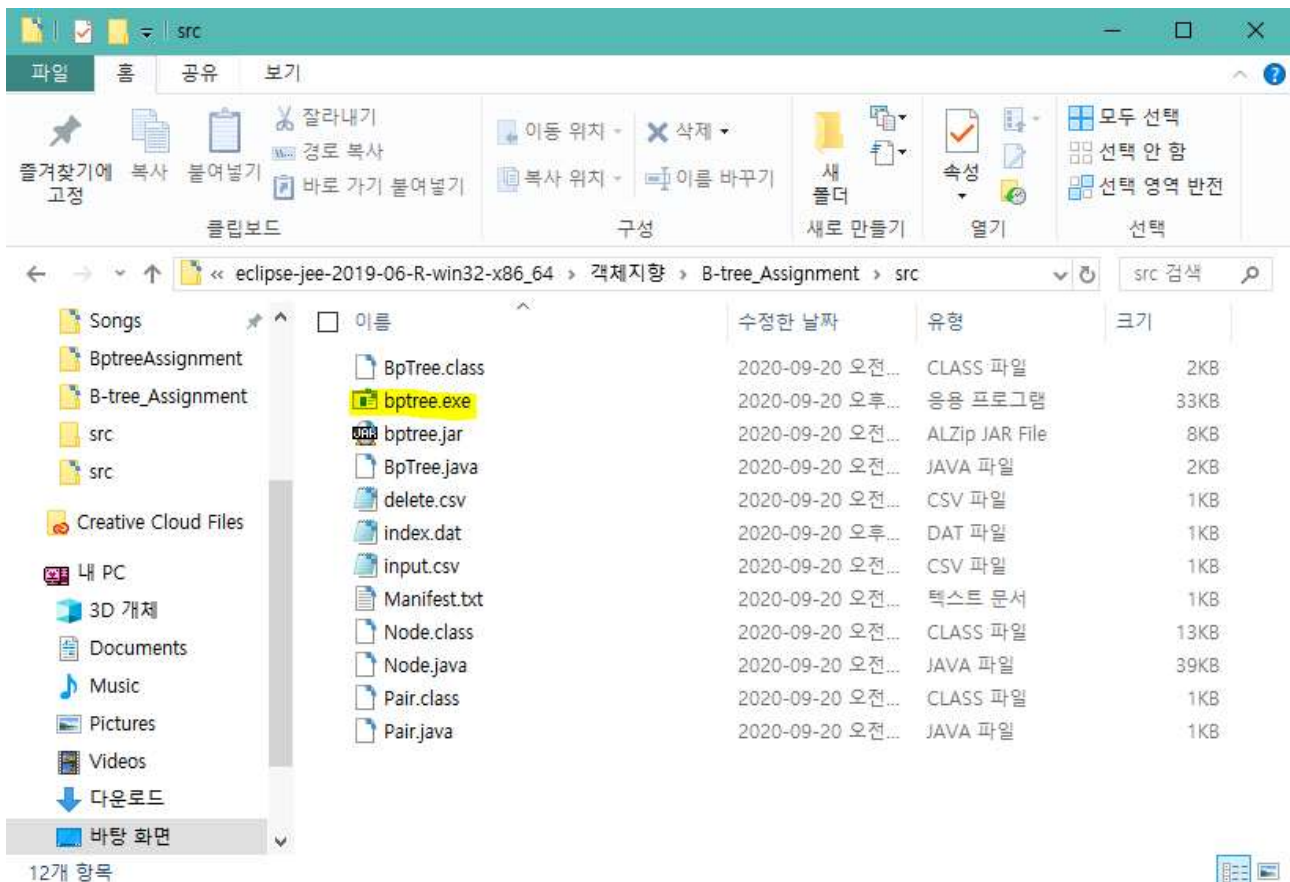 src
파일 홈 공유 보기
즐겨찾기에 고정
복사
붙여넣기
잘라내기
경로 복사
바로 가기 붙여넣기
클립보드
이동 위치
복사 위치
삭제
이름 바꾸기
구성
새 폴더
새로 만들기
속성
열기
모두 선택
선택 안 함
선택 영역 반전
선택
« eclipse-jee-2019-06-R-win32-x86_64 > 객체지향 > B-tree_Assignment > src
src 검색
Songs
BptreeAssignment
B-tree_Assignment
src
src
Creative Cloud Files
내 PC
3D 개체
Documents
Music
Pictures
Videos
다운로드
바탕 화면
이름 수정한 날짜 유형 크기
BpTree.class 2020-09-20 오전... CLASS 파일 2KB
bptree.exe 2020-09-20 오후... 응용 프로그램 33KB
bptree.jar 2020-09-20 오전... ALZip JAR File 8KB
BpTree.java 2020-09-20 오전... JAVA 파일 2KB
delete.csv 2020-09-20 오전... CSV 파일 1KB
index.dat 2020-09-20 오후... DAT 파일 1KB
input.csv 2020-09-20 오전... CSV 파일 1KB
Manifest.txt 2020-09-20 오전... 텍스트 문서 1KB
Node.class 2020-09-20 오전... CLASS 파일 13KB
Node.java 2020-09-20 오전... JAVA 파일 39KB
Pair.class 2020-09-20 오전... CLASS 파일 1KB
Pair.java 2020-09-20 오전... JAVA 파일 1KB
12개 항목